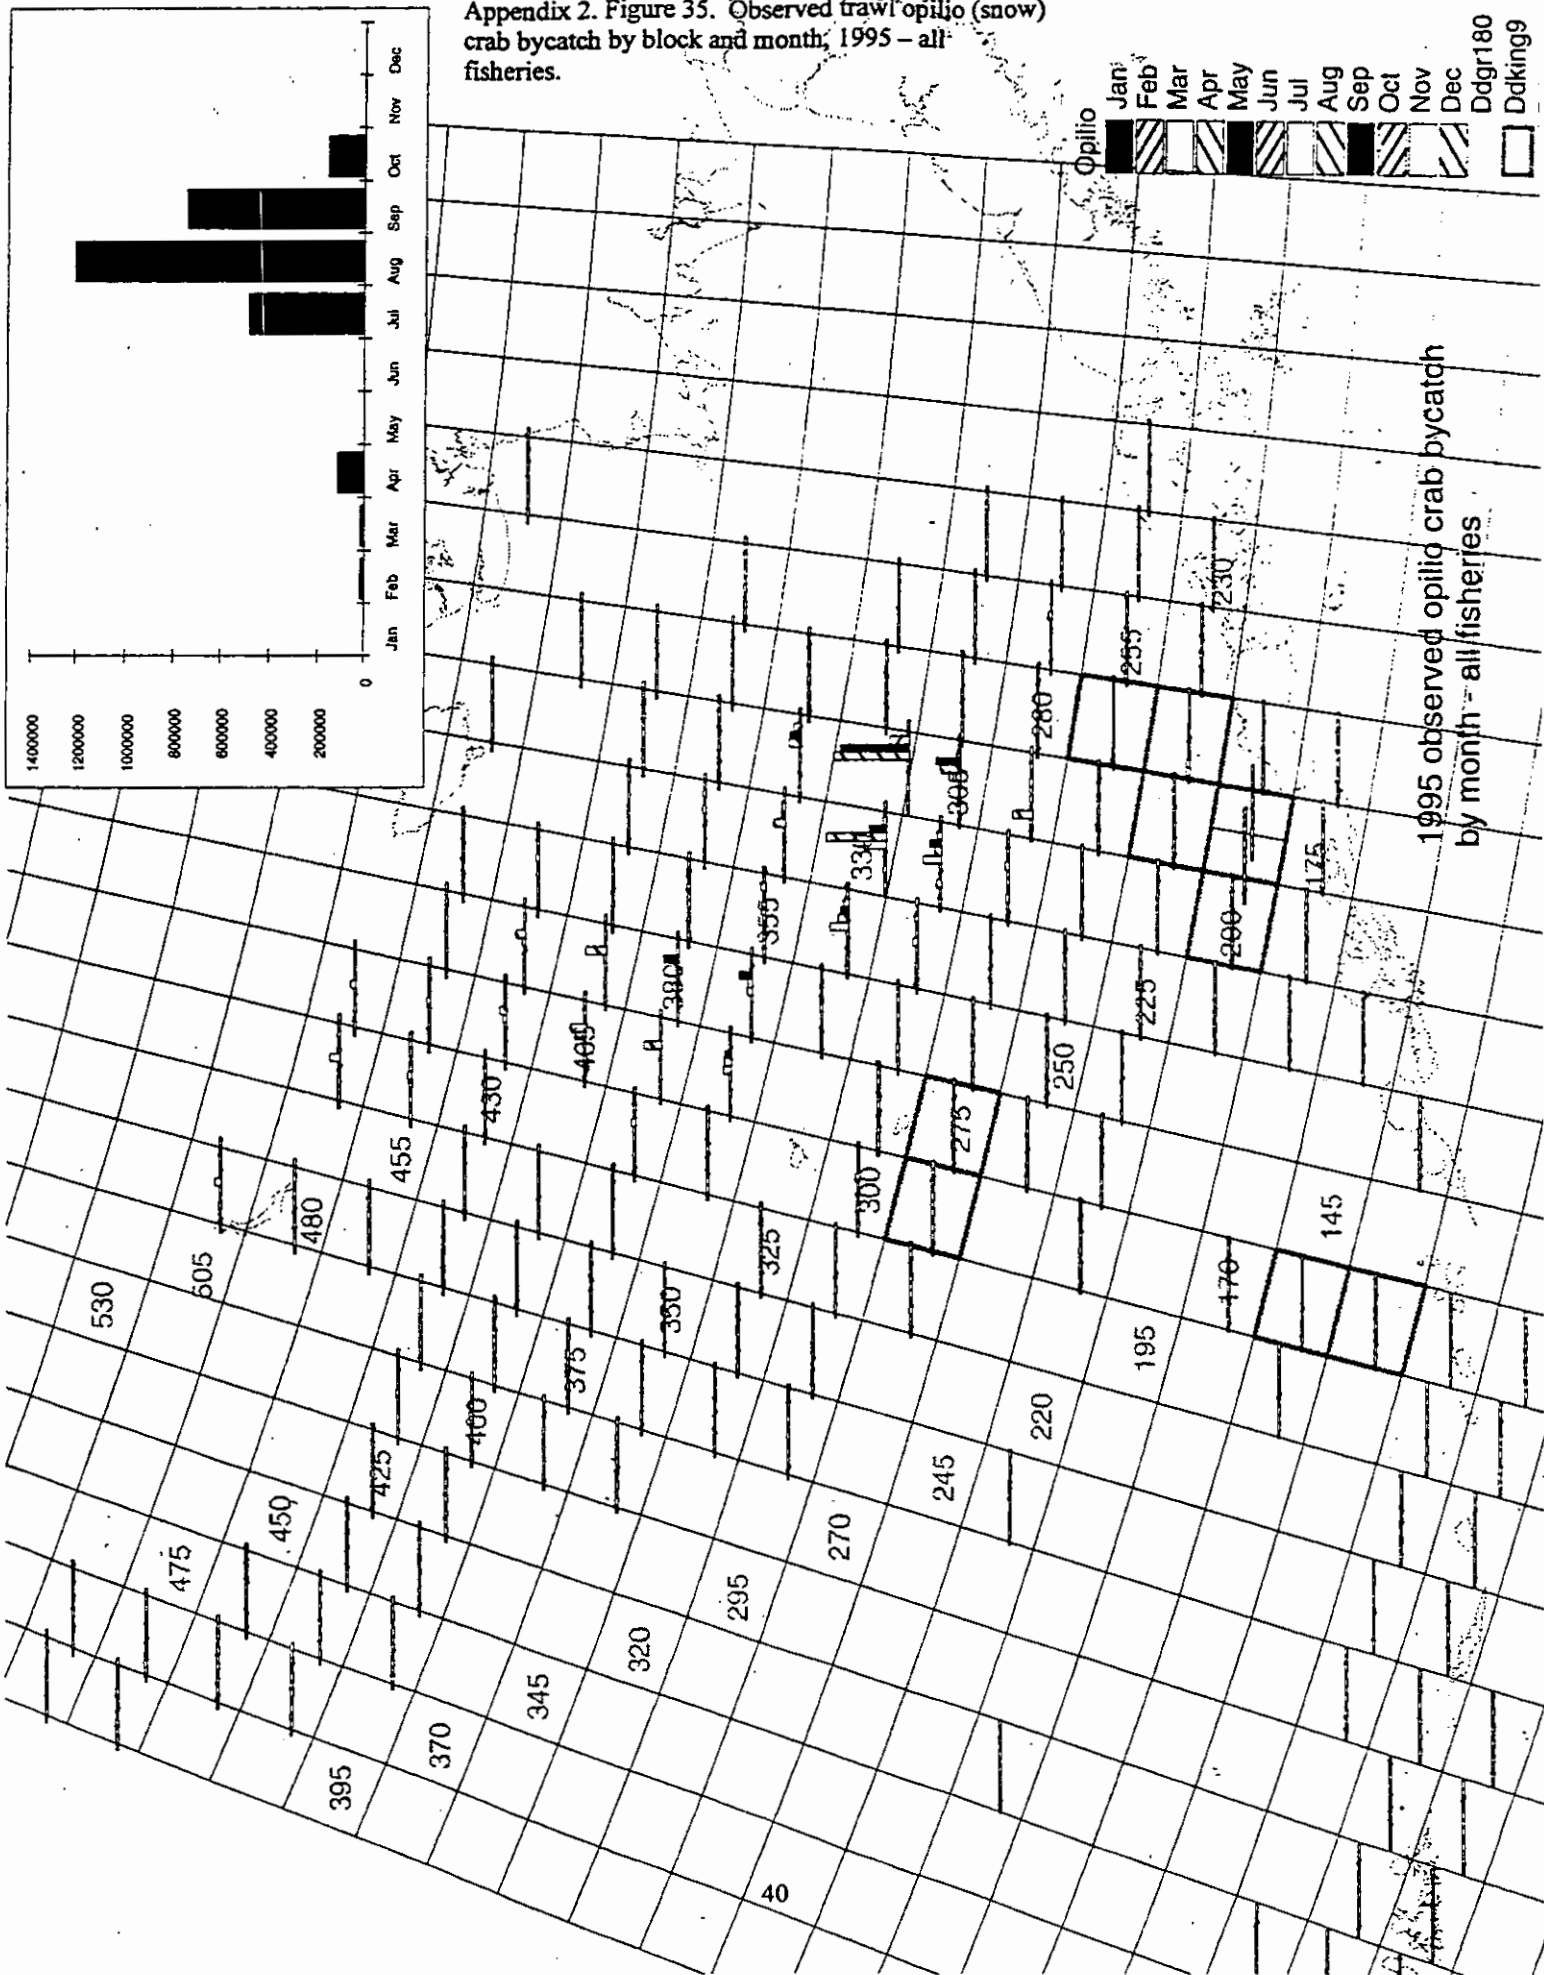 Appendix 2. Figure 35. Observed trawl opilio (snow)
crab bycatch by block and month, 1995 – all
fisheries.
1400000
1200000
1000000
800000
600000
400000
200000
0
Jan
Feb
Mar
Apr
May
Jun
Jul
Aug
Sep
Oct
Nov
Dec
Opilio
Jan
Feb
Mar
Apr
May
Jun
Jul
Aug
Sep
Oct
Nov
Dec
Ddgr180
Ddking9
530
605
480
455
430
405
380
355
330
305
280
255
230
475
450
425
400
375
350
325
300
275
250
225
200
175
395
370
345
320
295
270
245
220
195
170
145
1995 observed opilio crab bycatch
by month - all fisheries
40